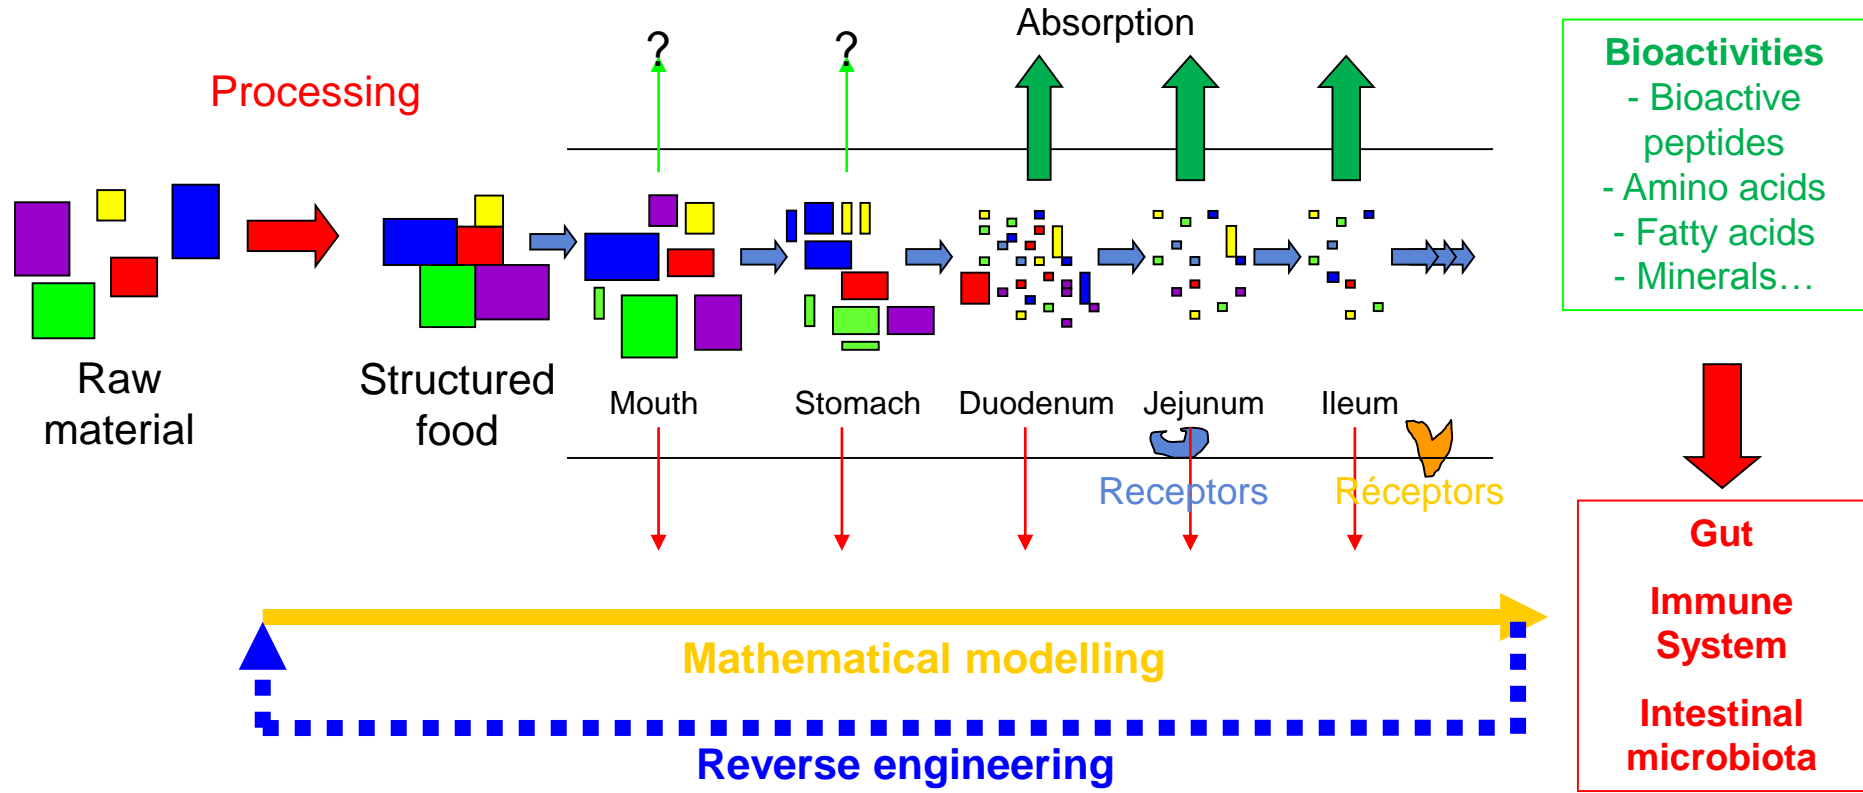 Processing
?
?
Absorption
Raw
material
Structured
food
Mouth
Stomach
Duodenum
Jejunum
Ileum
Receptors
Réceptors
Mathematical modelling
Reverse engineering
Bioactivities
- Bioactive
peptides
- Amino acids
- Fatty acids
- Minerals…
Gut
Immune
System
Intestinal
microbiota